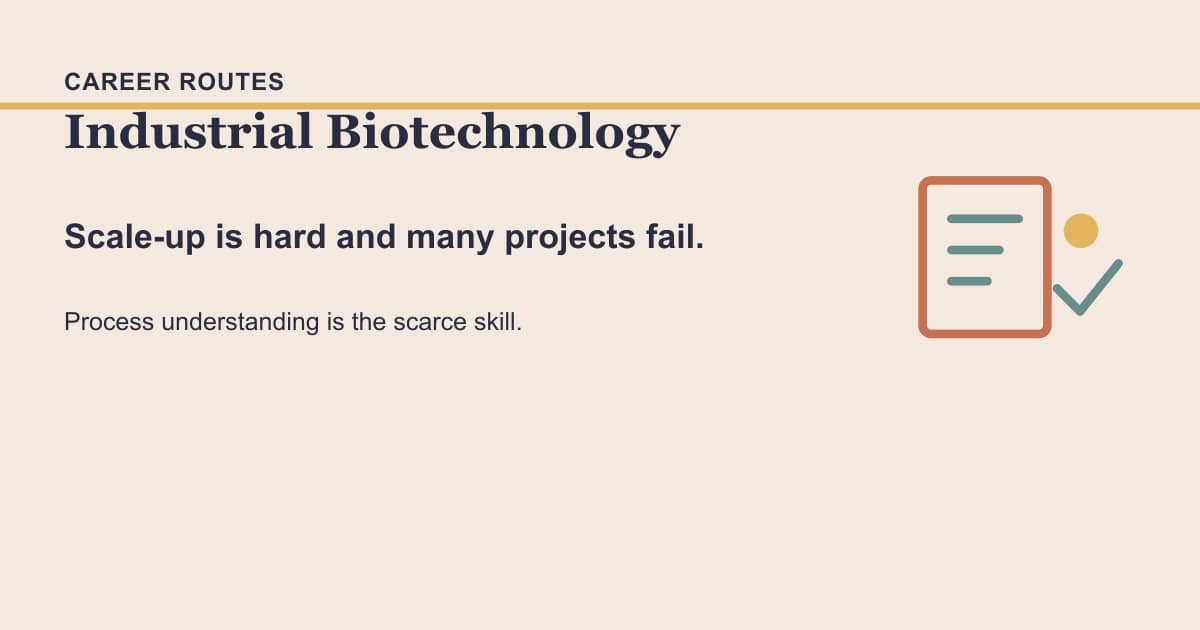 CAREER ROUTES
Industrial Biotechnology
Scale-up is hard and many projects fail.
Process understanding is the scarce skill.